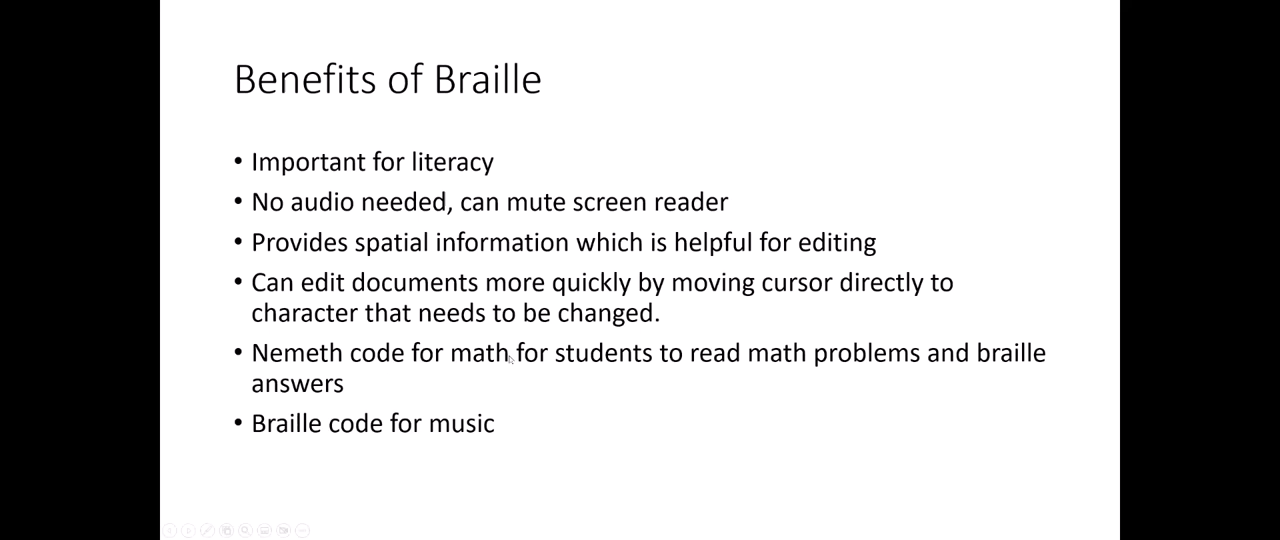 Benefits of Braille
• Important for literacy
• No audio needed, can mute screen reader
• Provides spatial information which is helpful for editing
• Can edit documents more quickly by moving cursor directly to
character that needs to be changed.
• Nemeth code for math for students to read math problems and braille
answers
• Braille code for music